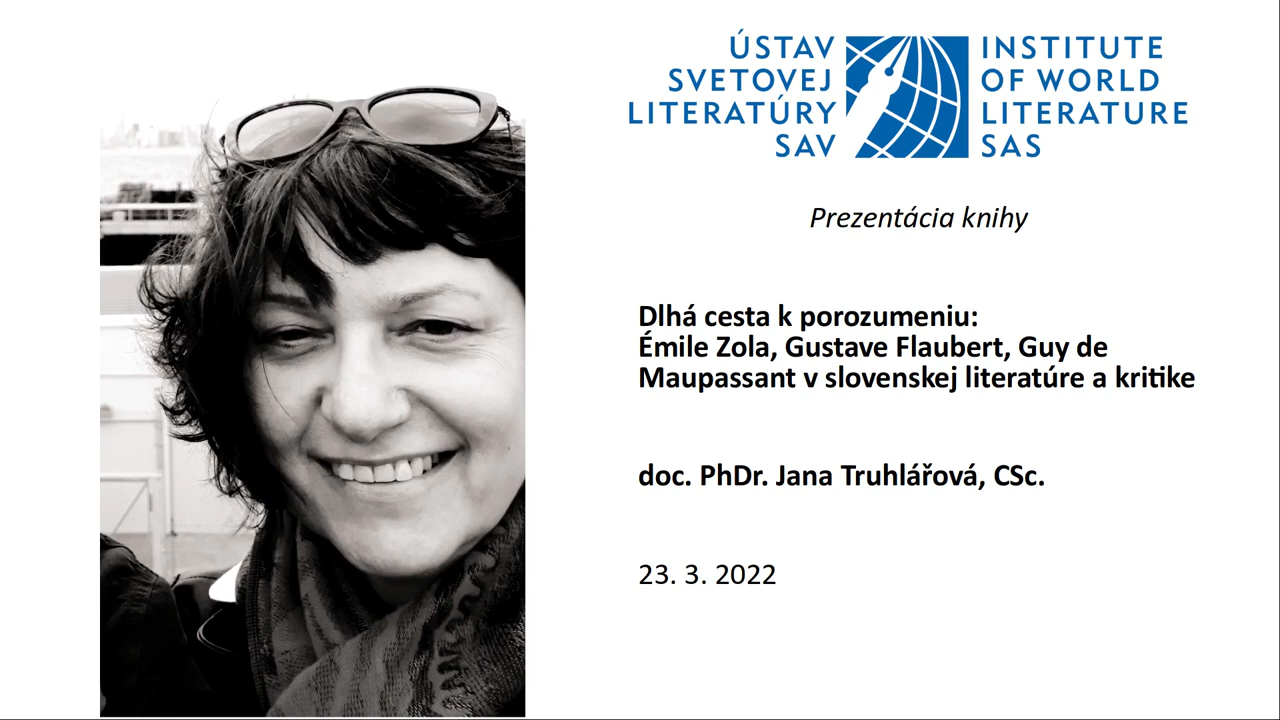 ÚSTAV
SVETOVEJ
LITERATÚRY
SAV
INSTITUTE
OF WORLD
LITERATURE
SAS
Prezentácia knihy
Dlhá cesta k porozumeniu:
Émile Zola, Gustave Flaubert, Guy de
Maupassant v slovenskej literatúre a kritike
doc. PhDr. Jana Truhlářová, CSc.
23. 3. 2022